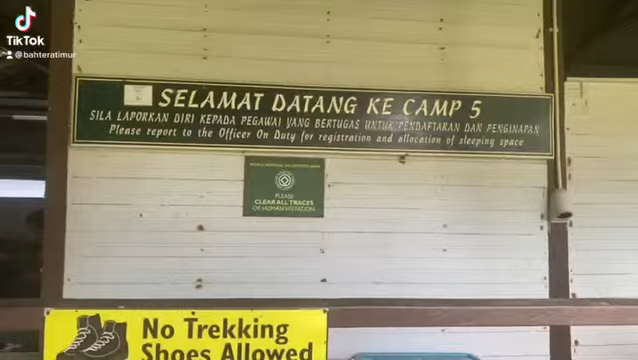 TikTok
@bahteratimur
SELAMAT DATANG KE CAMP 5
SILA LAPORKAN DIRI KEPADA PEGAWAI YANG BERTUGAS UNTUK PENDAFTARAN DAN PENGINAPAN
Please report to the Officer On Duty for registration and allocation of sleeping space
PLEASE
CLEAR ALL TRACES
OF HUMAN VISITATION
No Trekking
Shoes Allowed